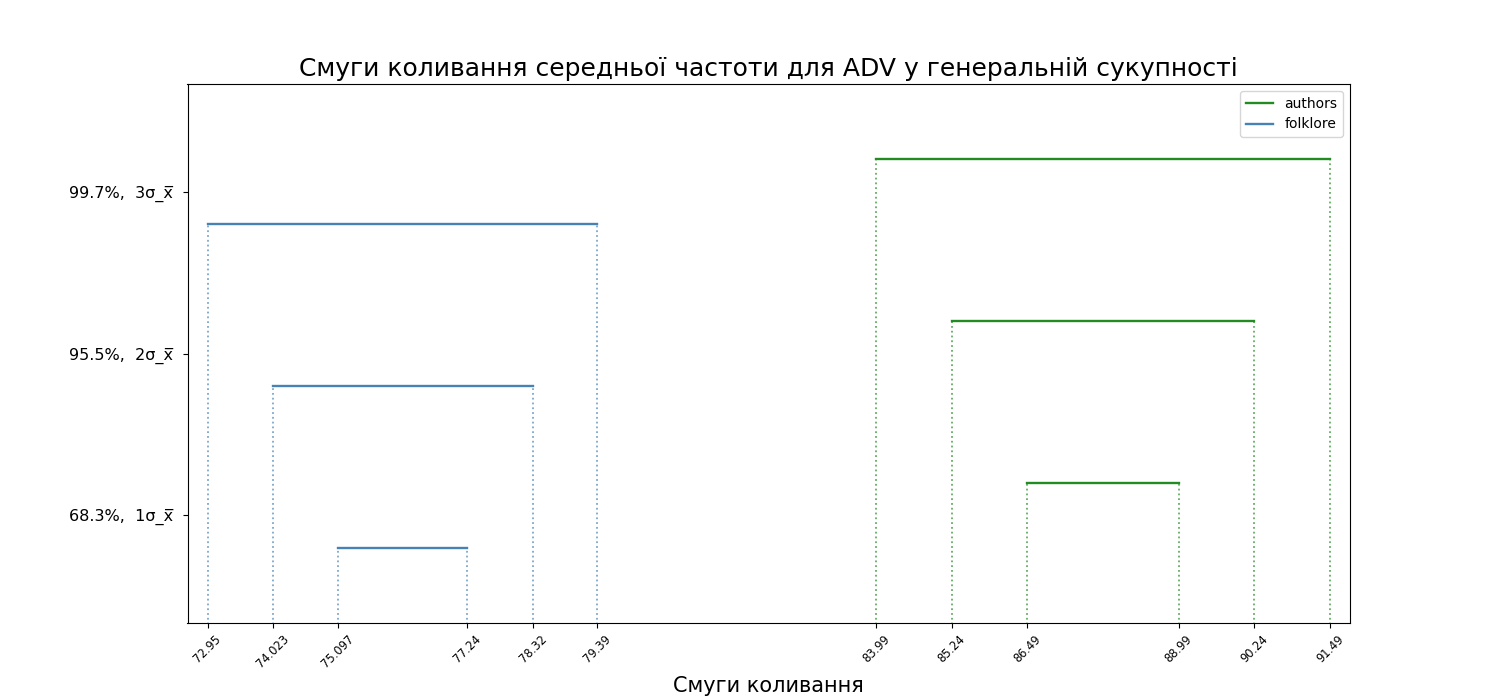 Смуги коливання середньої частоти для ADV у генеральній сукупності
authors
folklore
99.7%, 3σ_x̅
95.5%, 2σ_x̅
68.3%, 1σ_x̅
72.95 74.023 75.097 77.24 78.32 79.39 83.99 85.24 86.49 88.99 90.24 91.49
Смуги коливання